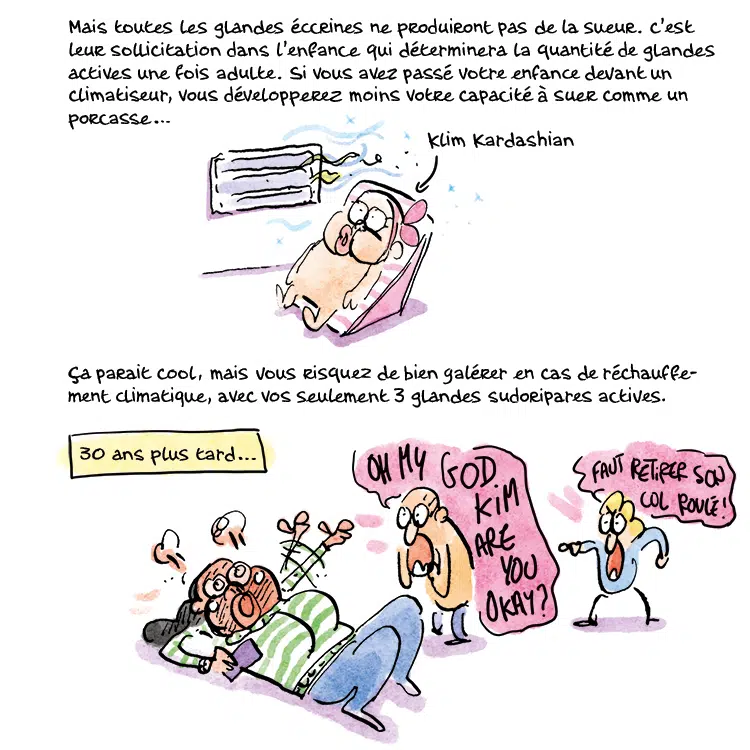 Mais toutes les glandes éccrines ne produiront pas de la sueur. C'est
leur sollicitation dans l'enfance qui déterminera la quantité de glandes
actives une fois adulte. Si vous avez passé votre enfance devant un
climatiseur, vous développerez moins votre capacité à suer comme un
porcasse...
Klim Kardashian
Ça parait cool, mais vous risquez de bien galérer en cas de réchauffe-
ment climatique, avec vos seulement 3 glandes sudoripares actives.
30 ans plus tard...
OH MY GOD
KIM
ARE
YOU
OKAY?
FAUT RETIRER SON
COL ROULÉ!